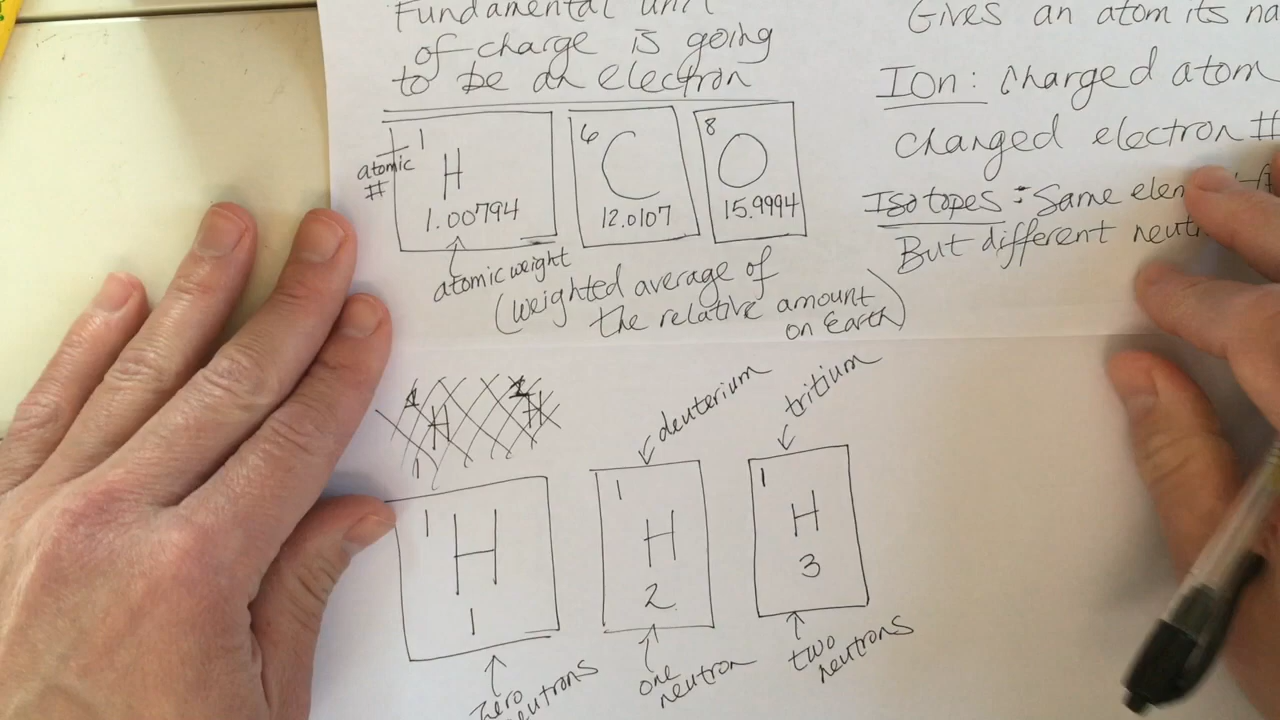 Fundamental unit
of charge is going
to be an electron
atomic
#
1
H
1.00794
6
C
12.0107
8
O
15.9994
atomic weight
(weighted average of
the relative amount
on Earth)
Gives an atom its
Ion: Charged atom
changed electron #
Isotopes: Same
But different
H
H
1
deuterium
tritium
1
H
1
1
H
2
1
H
3
zero
neutrons
one
neutron
two
neutrons